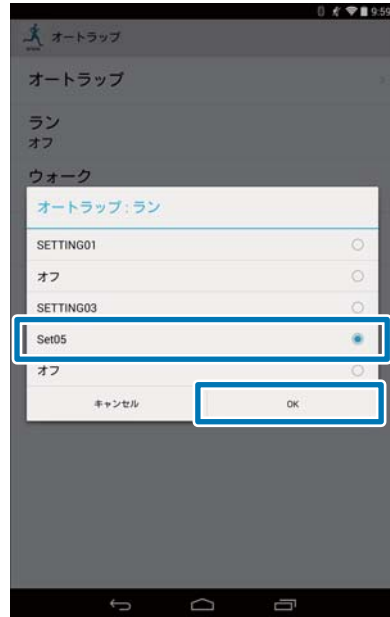 9:59
オートラップ
オートラップ
ラン
オフ
ウォーク
オートラップ : ラン
SETTING01
オフ
SETTING03
Set05
オフ
キャンセル
OK